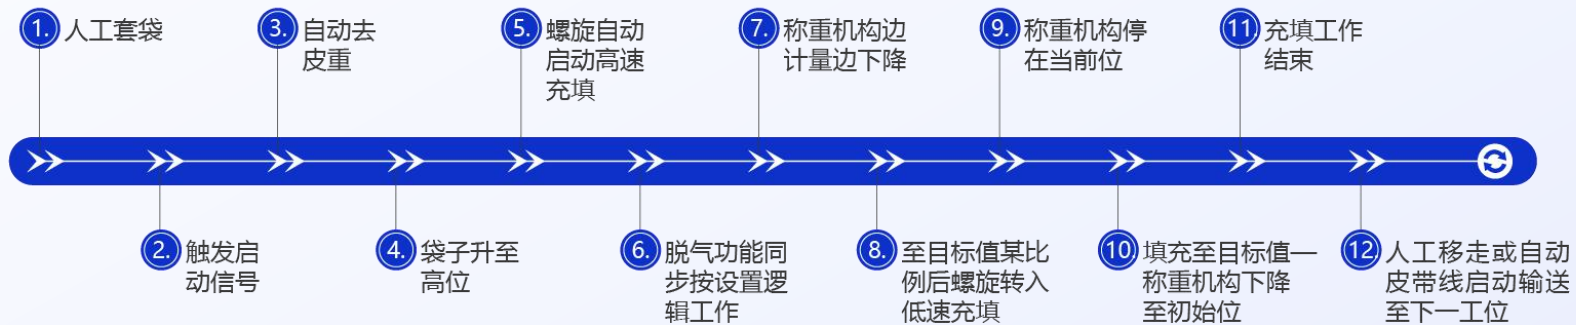 1. 人工套袋
2. 触发启
动信号
3. 自动去
皮重
4. 袋子升至
高位
5. 螺旋自动
启动高速
充填
6. 脱气功能同
步按设置逻
辑工作
7. 称重机构边
计量边下降
8. 至目标值某比
例后螺旋转入
低速充填
9. 称重机构停
在当前位
10. 填充至目标值—
称重机构下降
至初始位
11. 充填工作
结束
12. 人工移走或自动
皮带线启动输送
至下一工位